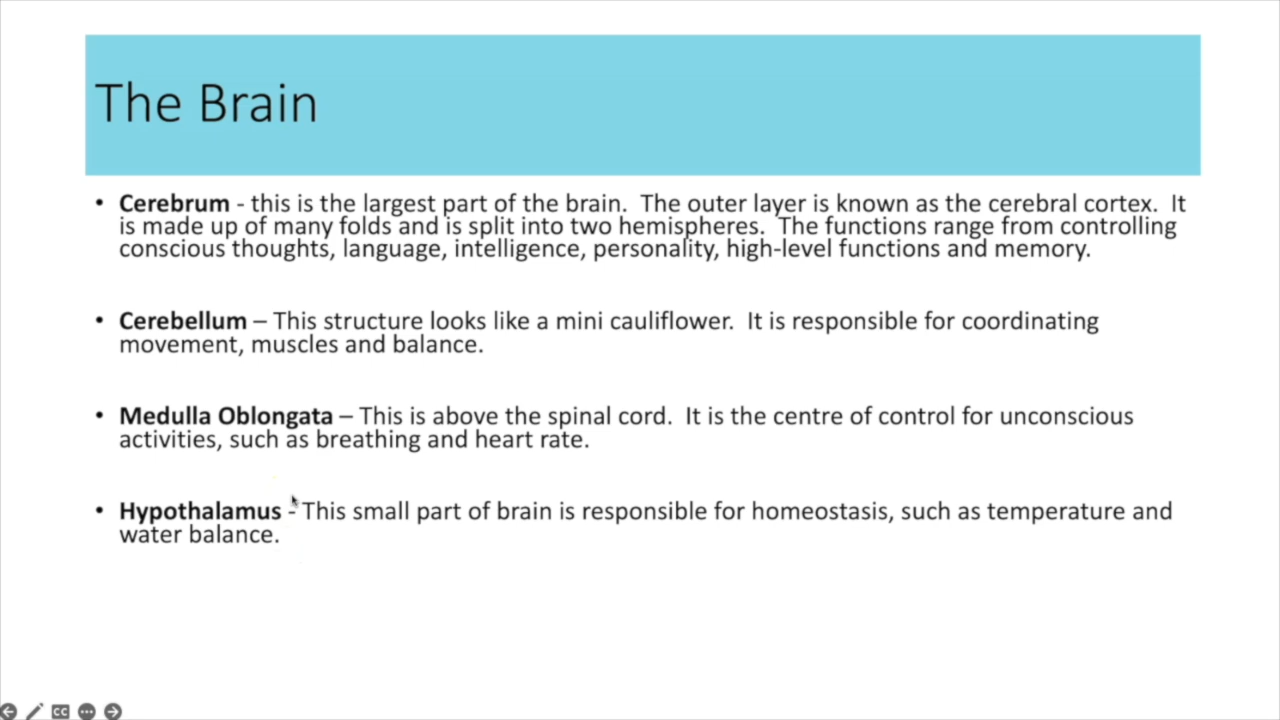 The Brain
• Cerebrum - this is the largest part of the brain.  The outer layer is known as the cerebral cortex.  It
is made up of many folds and is split into two hemispheres.  The functions range from controlling
conscious thoughts, language, intelligence, personality, high-level functions and memory.
• Cerebellum – This structure looks like a mini cauliflower.  It is responsible for coordinating
movement, muscles and balance.
• Medulla Oblongata – This is above the spinal cord.  It is the centre of control for unconscious
activities, such as breathing and heart rate.
• Hypothalamus - This small part of brain is responsible for homeostasis, such as temperature and
water balance.
CC